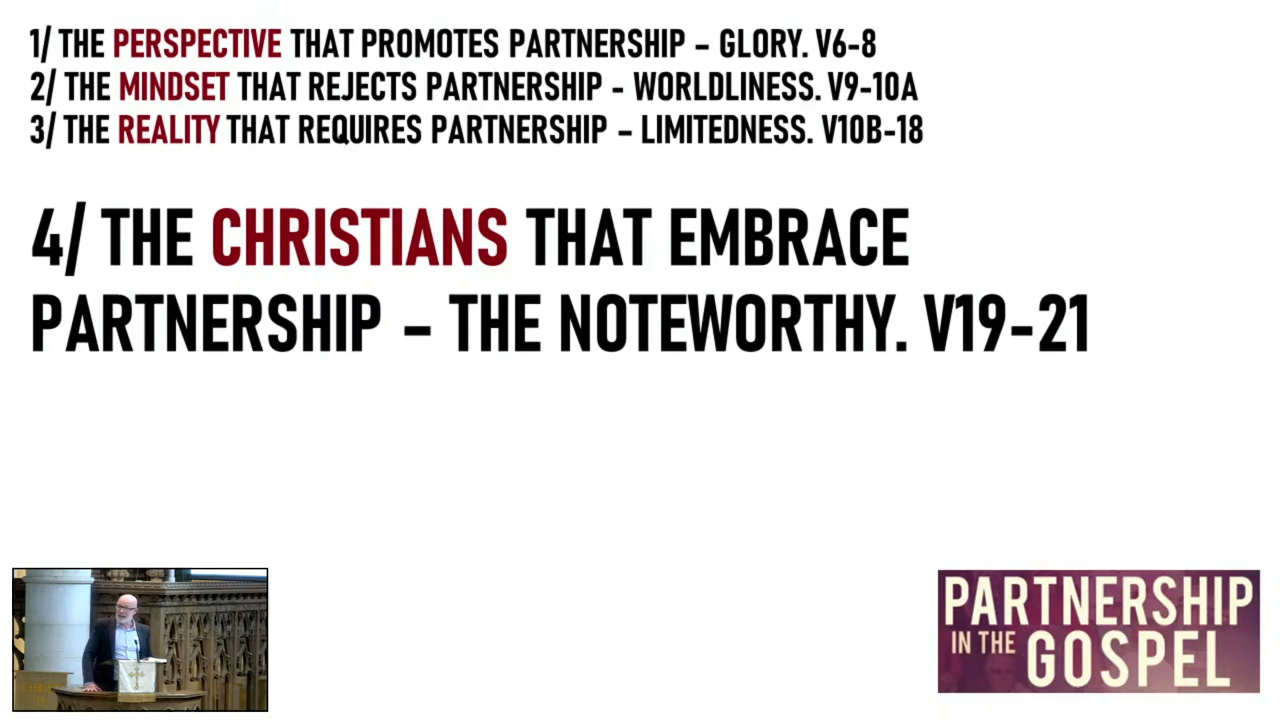 1/ THE PERSPECTIVE THAT PROMOTES PARTNERSHIP – GLORY. V6-8
2/ THE MINDSET THAT REJECTS PARTNERSHIP - WORLDLINESS. V9-10A
3/ THE REALITY THAT REQUIRES PARTNERSHIP – LIMITEDNESS. V10B-18
4/ THE CHRISTIANS THAT EMBRACE
PARTNERSHIP – THE NOTEWORTHY. V19-21
PARTNERSHIP
IN THE GOSPEL